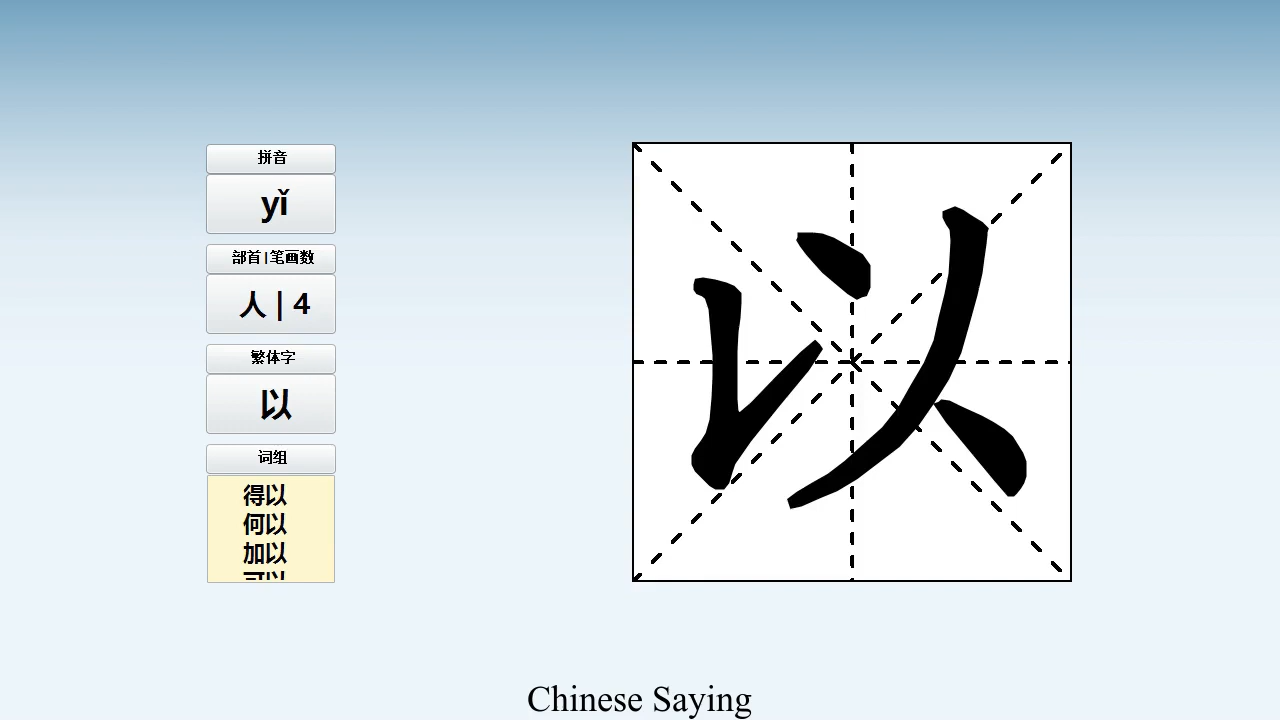 拼音
yǐ
部首|笔画数
人 | 4
繁体字
以
词组
得以
何以
加以
以
Chinese Saying